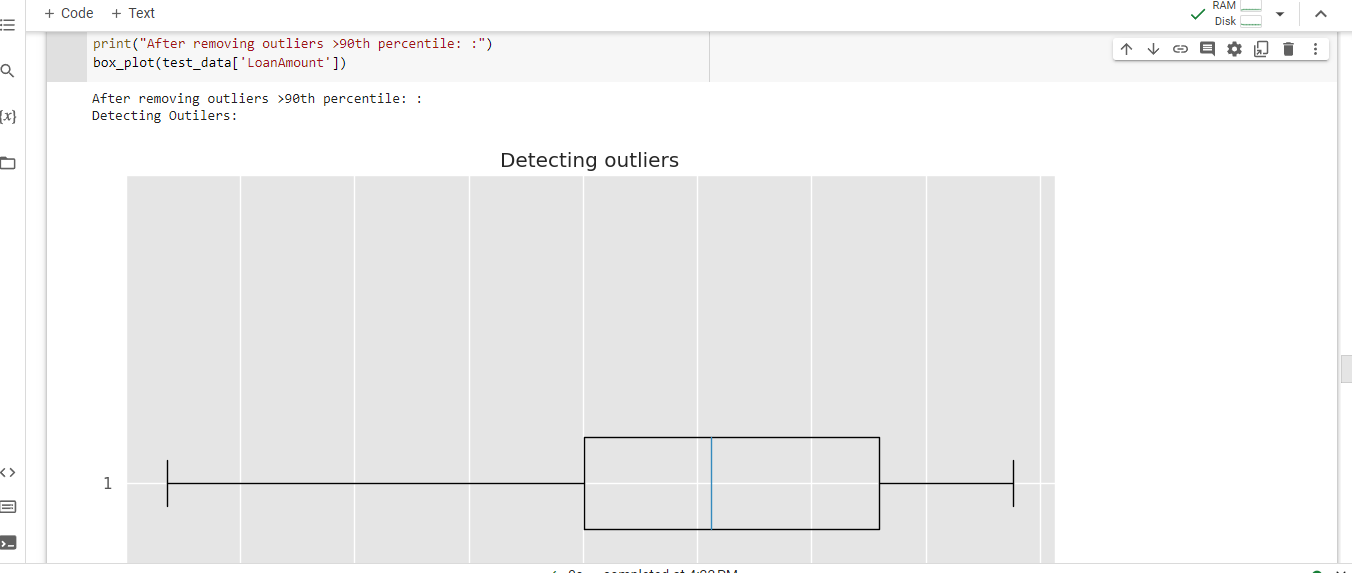 + Code + Text
RAM
Disk
print("After removing outliers >90th percentile: :")
box_plot(test_data['LoanAmount'])
{x}
After removing outliers >90th percentile: :
Detecting Outilers:
Detecting outliers
1